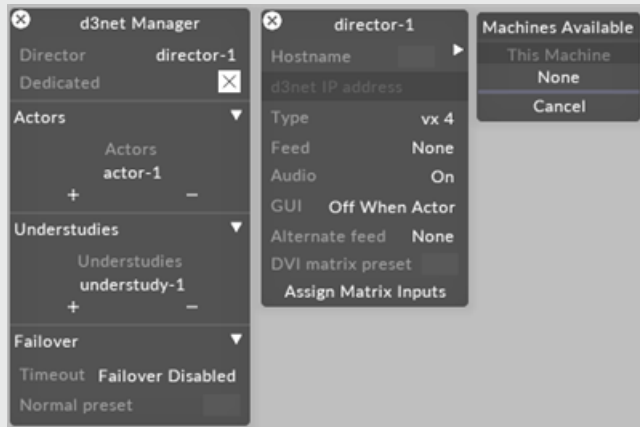 d3net Manager
Director director-1
Dedicated
Actors
Actors
actor-1
+ −
Understudies
Understudies
understudy-1
+ −
Failover
Timeout Failover Disabled
Normal preset
director-1
Hostname
d3net IP address
Type vx 4
Feed None
Audio On
GUI Off When Actor
Alternate feed None
DVI matrix preset
Assign Matrix Inputs
Machines Available
This Machine
None
Cancel